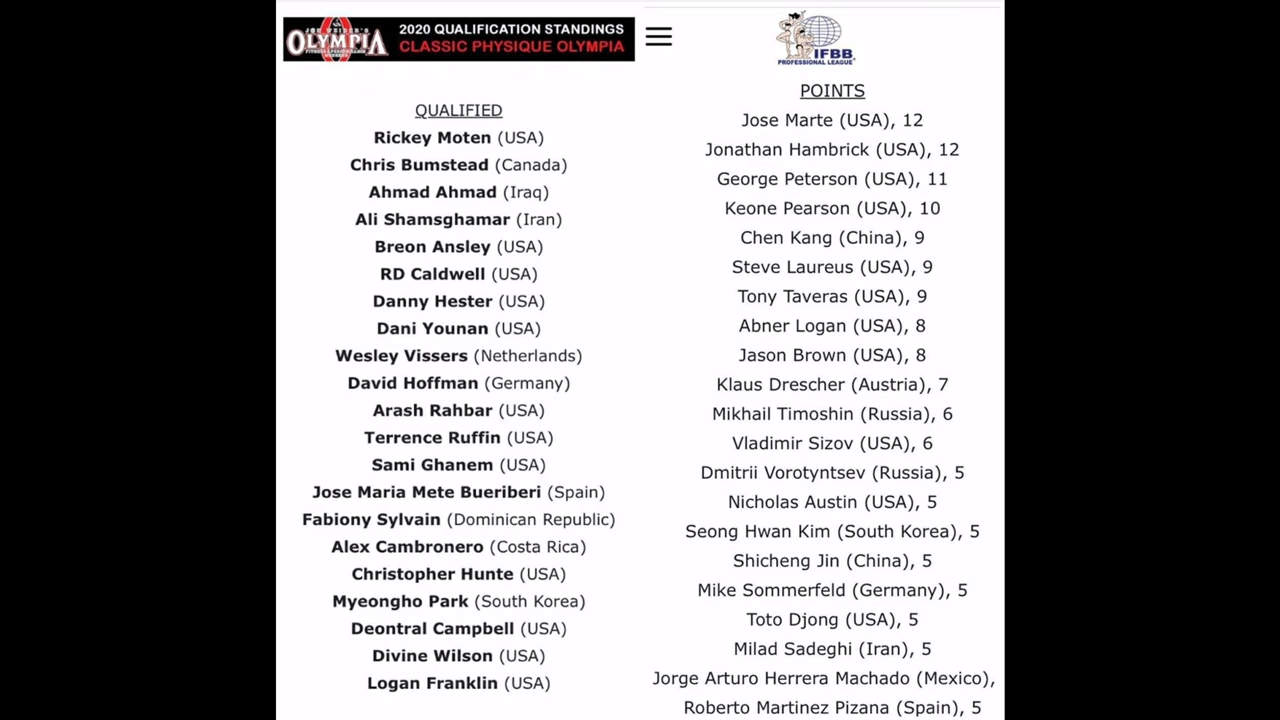 JOE WEIDER'S
OLYMPIA
2020 QUALIFICATION STANDINGS
CLASSIC PHYSIQUE OLYMPIA
QUALIFIED
Rickey Moten (USA)
Chris Bumstead (Canada)
Ahmad Ahmad (Iraq)
Ali Shamsghamar (Iran)
Breon Ansley (USA)
RD Caldwell (USA)
Danny Hester (USA)
Dani Younan (USA)
Wesley Vissers (Netherlands)
David Hoffman (Germany)
Arash Rahbar (USA)
Terrence Ruffin (USA)
Sami Ghanem (USA)
Jose Maria Mete Bueriberi (Spain)
Fabiony Sylvain (Dominican Republic)
Alex Cambronero (Costa Rica)
Christopher Hunte (USA)
Myeongho Park (South Korea)
Deontral Campbell (USA)
Divine Wilson (USA)
Logan Franklin (USA)
IFBB
PROFESSIONAL LEAGUE
POINTS
Jose Marte (USA), 12
Jonathan Hambrick (USA), 12
George Peterson (USA), 11
Keone Pearson (USA), 10
Chen Kang (China), 9
Steve Laureus (USA), 9
Tony Taveras (USA), 9
Abner Logan (USA), 8
Jason Brown (USA), 8
Klaus Drescher (Austria), 7
Mikhail Timoshin (Russia), 6
Vladimir Sizov (USA), 6
Dmitrii Vorotyntsev (Russia), 5
Nicholas Austin (USA), 5
Seong Hwan Kim (South Korea), 5
Shicheng Jin (China), 5
Mike Sommerfeld (Germany), 5
Toto Djong (USA), 5
Milad Sadeghi (Iran), 5
Jorge Arturo Herrera Machado (Mexico),
Roberto Martinez Pizana (Spain), 5